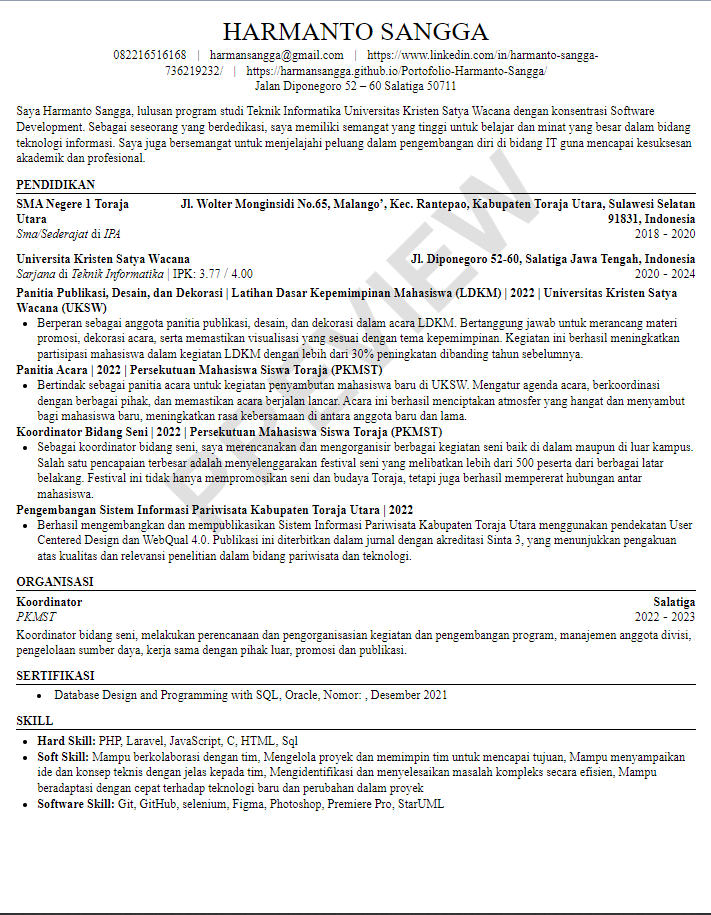 HARMANTO SANGGA
082216516168 | harmansangga@gmail.com | https://www.linkedin.com/in/harmanto-sangga-
736219232/ | https://harmansangga.github.io/Portofolio-Harmanto-Sangga/
Jalan Diponegoro 52 – 60 Salatiga 50711
Saya Harmanto Sangga, lulusan program studi Teknik Informatika Universitas Kristen Satya Wacana dengan konsentrasi Software
Development. Sebagai seseorang yang berdedikasi, saya memiliki semangat yang tinggi untuk belajar dan minat yang besar dalam bidang
teknologi informasi. Saya juga bersemangat untuk menjelajahi peluang dalam pengembangan diri di bidang IT guna mencapai kesuksesan
akademik dan profesional.
PENDIDIKAN
SMA Negere 1 Toraja Jl. Wolter Monginsidi No.65, Malango’, Kec. Rantepao, Kabupaten Toraja Utara, Sulawesi Selatan
Utara 91831, Indonesia
Sma/Sederajat di IPA 2018 - 2020
Universita Kristen Satya Wacana Jl. Diponegoro 52-60, Salatiga Jawa Tengah, Indonesia
Sarjana di Teknik Informatika | IPK: 3.77 / 4.00 2020 - 2024
Panitia Publikasi, Desain, dan Dekorasi | Latihan Dasar Kepemimpinan Mahasiswa (LDKM) | 2022 | Universitas Kristen Satya
Wacana (UKSW)
• Berperan sebagai anggota panitia publikasi, desain, dan dekorasi dalam acara LDKM. Bertanggung jawab untuk merancang materi
promosi, dekorasi acara, serta memastikan visualisasi yang sesuai dengan tema kepemimpinan. Kegiatan ini berhasil meningkatkan
partisipasi mahasiswa dalam kegiatan LDKM dengan lebih dari 30% peningkatan dibanding tahun sebelumnya.
Panitia Acara | 2022 | Persekutuan Mahasiswa Siswa Toraja (PKMST)
• Bertindak sebagai panitia acara untuk kegiatan penyambutan mahasiswa baru di UKSW. Mengatur agenda acara, berkoordinasi
dengan berbagai pihak, dan memastikan acara berjalan lancar. Acara ini berhasil menciptakan atmosfer yang hangat dan menyambut
bagi mahasiswa baru, meningkatkan rasa kebersamaan di antara anggota baru dan lama.
Koordinator Bidang Seni | 2022 | Persekutuan Mahasiswa Siswa Toraja (PKMST)
• Sebagai koordinator bidang seni, saya merencanakan dan mengorganisir berbagai kegiatan seni baik di dalam maupun di luar kampus.
Salah satu pencapaian terbesar adalah menyelenggarakan festival seni yang melibatkan lebih dari 500 peserta dari berbagai latar
belakang. Festival ini tidak hanya mempromosikan seni dan budaya Toraja, tetapi juga berhasil mempererat hubungan antar
mahasiswa.
Pengembangan Sistem Informasi Pariwisata Kabupaten Toraja Utara | 2022
• Berhasil mengembangkan dan mempublikasikan Sistem Informasi Pariwisata Kabupaten Toraja Utara menggunakan pendekatan User
Centered Design dan WebQual 4.0. Publikasi ini diterbitkan dalam jurnal dengan akreditasi Sinta 3, yang menunjukkan pengakuan
atas kualitas dan relevansi penelitian dalam bidang pariwisata dan teknologi.
ORGANISASI
Koordinator Salatiga
PKMST 2022 - 2023
Koordinator bidang seni, melakukan perencanaan dan pengorganisasian kegiatan dan pengembangan program, manajemen anggota divisi,
pengelolaan sumber daya, kerja sama dengan pihak luar, promosi dan publikasi.
SERTIFIKASI
• Database Design and Programming with SQL, Oracle, Nomor: , Desember 2021
SKILL
• Hard Skill: PHP, Laravel, JavaScript, C, HTML, Sql
• Soft Skill: Mampu berkolaborasi dengan tim, Mengelola proyek dan memimpin tim untuk mencapai tujuan, Mampu menyampaikan
ide dan konsep teknis dengan jelas kepada tim, Mengidentifikasi dan menyelesaikan masalah kompleks secara efisien, Mampu
beradaptasi dengan cepat terhadap teknologi baru dan perubahan dalam proyek
• Software Skill: Git, GitHub, selenium, Figma, Photoshop, Premiere Pro, StarUML
PREVIEW